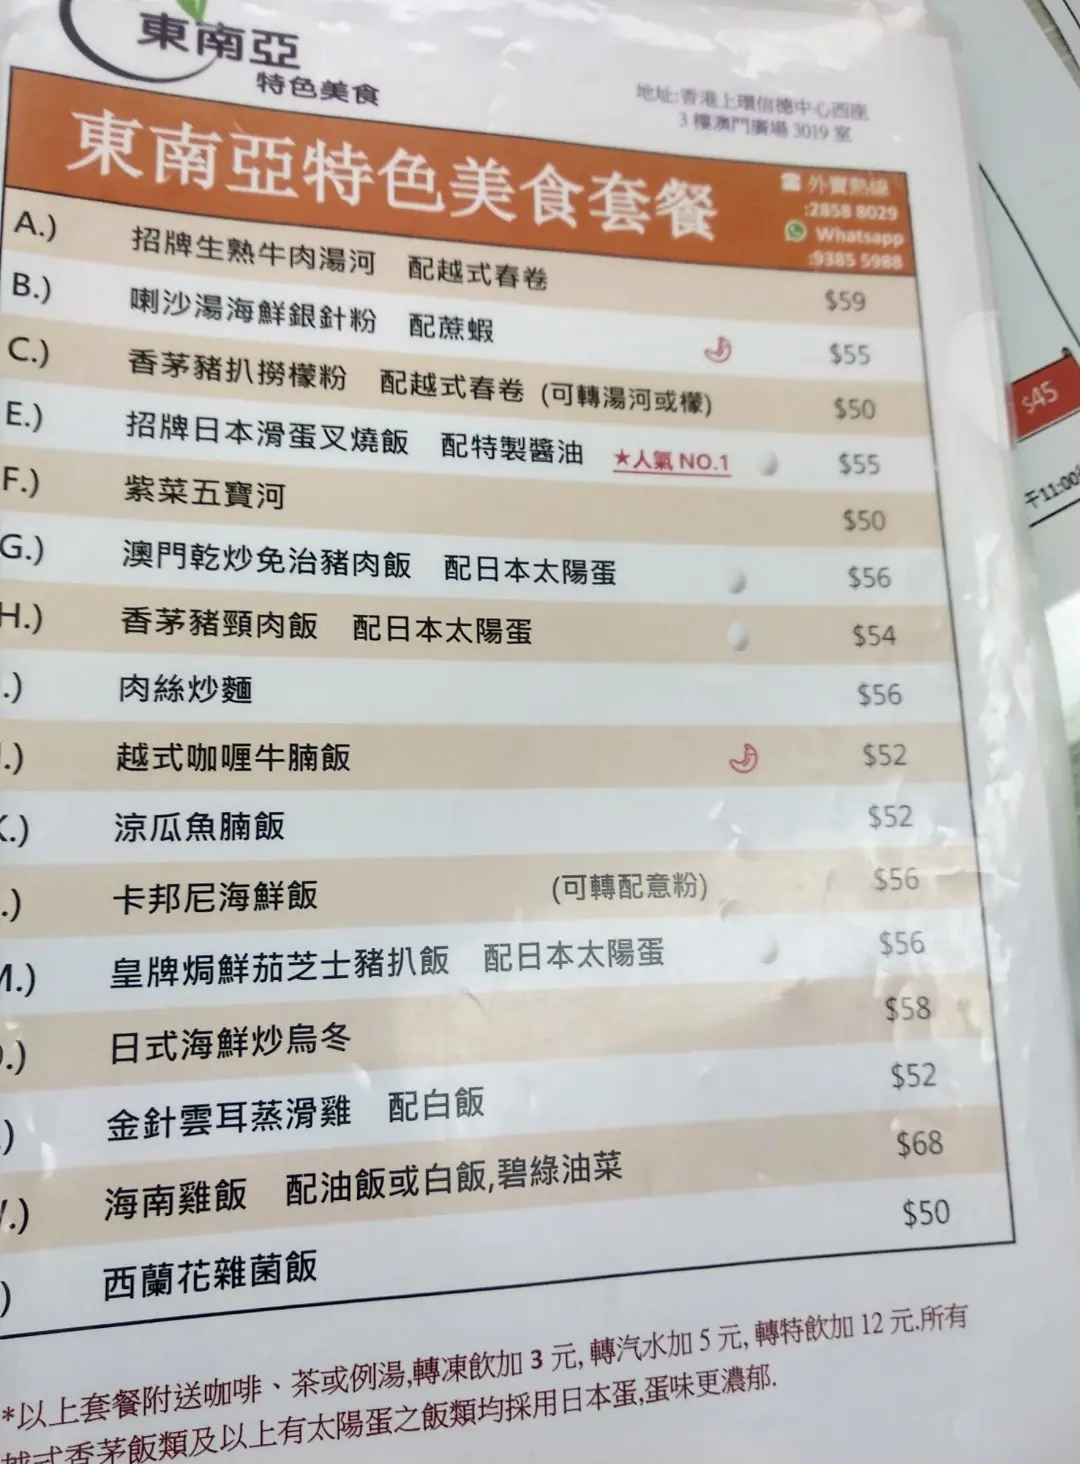 東南亞
特色美食
地址:香港上環信德中心西座
3 樓澳門廣場 3019 室
東南亞特色美食套餐
☎ 外賣熱線
:2858 8029
Whatsapp
:9385 5988
A.) 招牌生熟牛肉湯河 配越式春卷 $59
B.) 喇沙湯海鮮銀針粉 配蔗蝦 $55
C.) 香茅豬扒撈檬粉 配越式春卷 (可轉湯河或檬) $50
E.) 招牌日本滑蛋叉燒飯 配特製醬油 ★人氣 NO.1 $55
F.) 紫菜五寶河 $50
G.) 澳門乾炒免治豬肉飯 配日本太陽蛋 $56
H.) 香茅豬頸肉飯 配日本太陽蛋 $54
.) 肉絲炒麵 $56
.) 越式咖喱牛腩飯 $52
K.) 涼瓜魚腩飯 $52
.) 卡邦尼海鮮飯 (可轉配意粉) $56
M.) 皇牌焗鮮茄芝士豬扒飯 配日本太陽蛋 $56
.) 日式海鮮炒烏冬 $58
.) 金針雲耳蒸滑雞 配白飯 $52
.) 海南雞飯 配油飯或白飯,碧綠油菜 $68
) 西蘭花雜菌飯 $50
*以上套餐附送咖啡、茶或例湯,轉凍飲加 3 元, 轉汽水加 5 元, 轉特飲加 12 元.所有
越式香茅飯類及以上有太陽蛋之飯類均採用日本蛋,蛋味更濃郁.
$45
午11:00